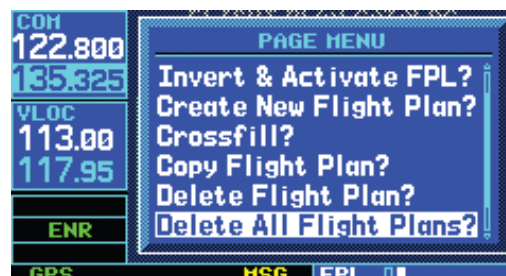 COM
122.800
135.325
VLOC
113.00
117.95
ENR
PAGE MENU
Invert & Activate FPL?
Create New Flight Plan?
Crossfill?
Copy Flight Plan?
Delete Flight Plan?
Delete All Flight Plans?
GPS MSG FPL